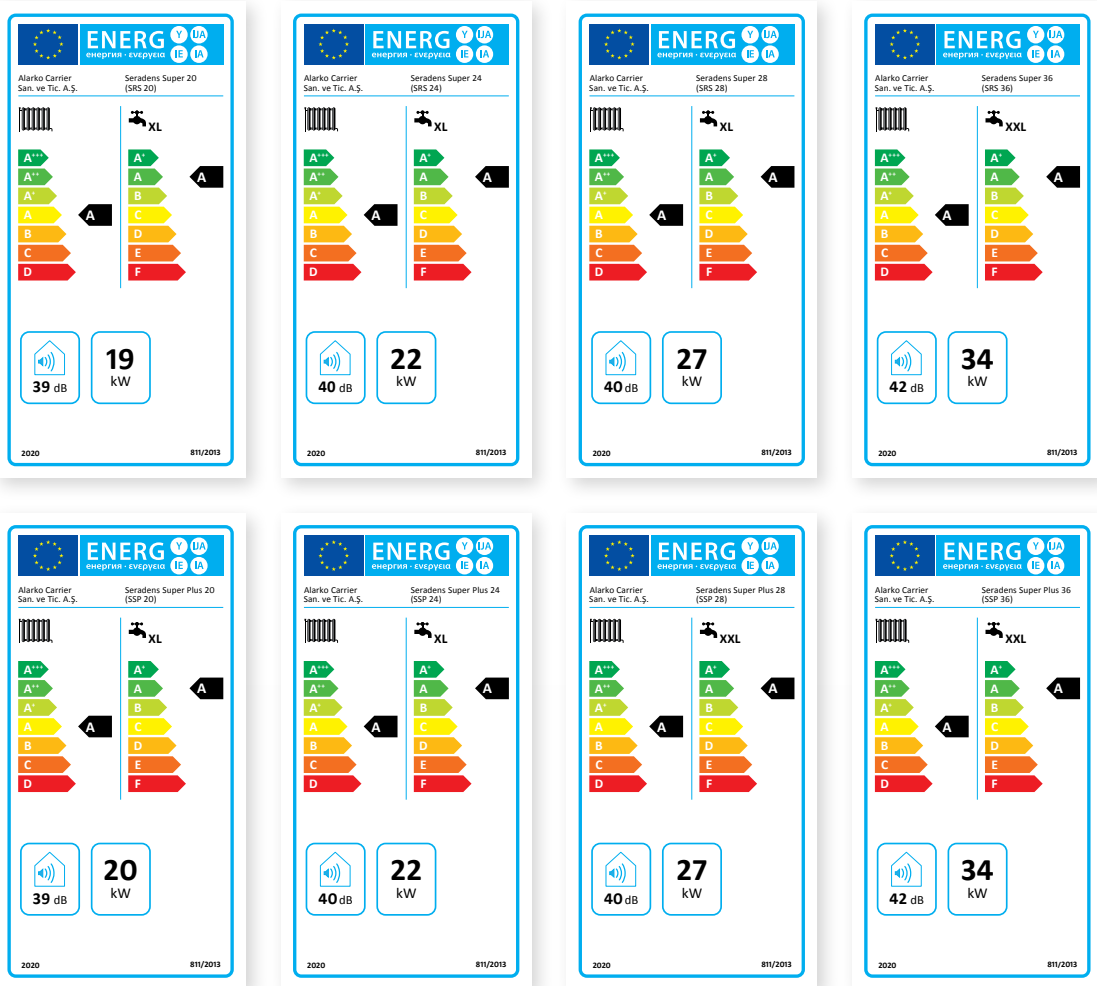 ENERG Y IJA
енергия · ενεργεια IE IA
Alarko Carrier
San. ve Tic. A.Ş.
Seradens Super 20
(SRS 20)
XL
A+++
A++
A+
A
B
C
D
A
A+
A
B
C
D
E
F
A
39 dB
19
kW
2020
811/2013
ENERG Y IJA
енергия · ενεργεια IE IA
Alarko Carrier
San. ve Tic. A.Ş.
Seradens Super 24
(SRS 24)
XL
A+++
A++
A+
A
B
C
D
A
A+
A
B
C
D
E
F
A
40 dB
22
kW
2020
811/2013
ENERG Y IJA
енергия · ενεργεια IE IA
Alarko Carrier
San. ve Tic. A.Ş.
Seradens Super 28
(SRS 28)
XL
A+++
A++
A+
A
B
C
D
A
A+
A
B
C
D
E
F
A
40 dB
27
kW
2020
811/2013
ENERG Y IJA
енергия · ενεργεια IE IA
Alarko Carrier
San. ve Tic. A.Ş.
Seradens Super 36
(SRS 36)
XXL
A+++
A++
A+
A
B
C
D
A
A+
A
B
C
D
E
F
A
42 dB
34
kW
2020
811/2013
ENERG Y IJA
енергия · ενεργεια IE IA
Alarko Carrier
San. ve Tic. A.Ş.
Seradens Super Plus 20
(SSP 20)
XL
A+++
A++
A+
A
B
C
D
A
A+
A
B
C
D
E
F
A
39 dB
20
kW
2020
811/2013
ENERG Y IJA
енергия · ενεργεια IE IA
Alarko Carrier
San. ve Tic. A.Ş.
Seradens Super Plus 24
(SSP 24)
XL
A+++
A++
A+
A
B
C
D
A
A+
A
B
C
D
E
F
A
40 dB
22
kW
2020
811/2013
ENERG Y IJA
енергия · ενεργεια IE IA
Alarko Carrier
San. ve Tic. A.Ş.
Seradens Super Plus 28
(SSP 28)
XXL
A+++
A++
A+
A
B
C
D
A
A+
A
B
C
D
E
F
A
40 dB
27
kW
2020
811/2013
ENERG Y IJA
енергия · ενεργεια IE IA
Alarko Carrier
San. ve Tic. A.Ş.
Seradens Super Plus 36
(SSP 36)
XXL
A+++
A++
A+
A
B
C
D
A
A+
A
B
C
D
E
F
A
42 dB
34
kW
2020
811/2013